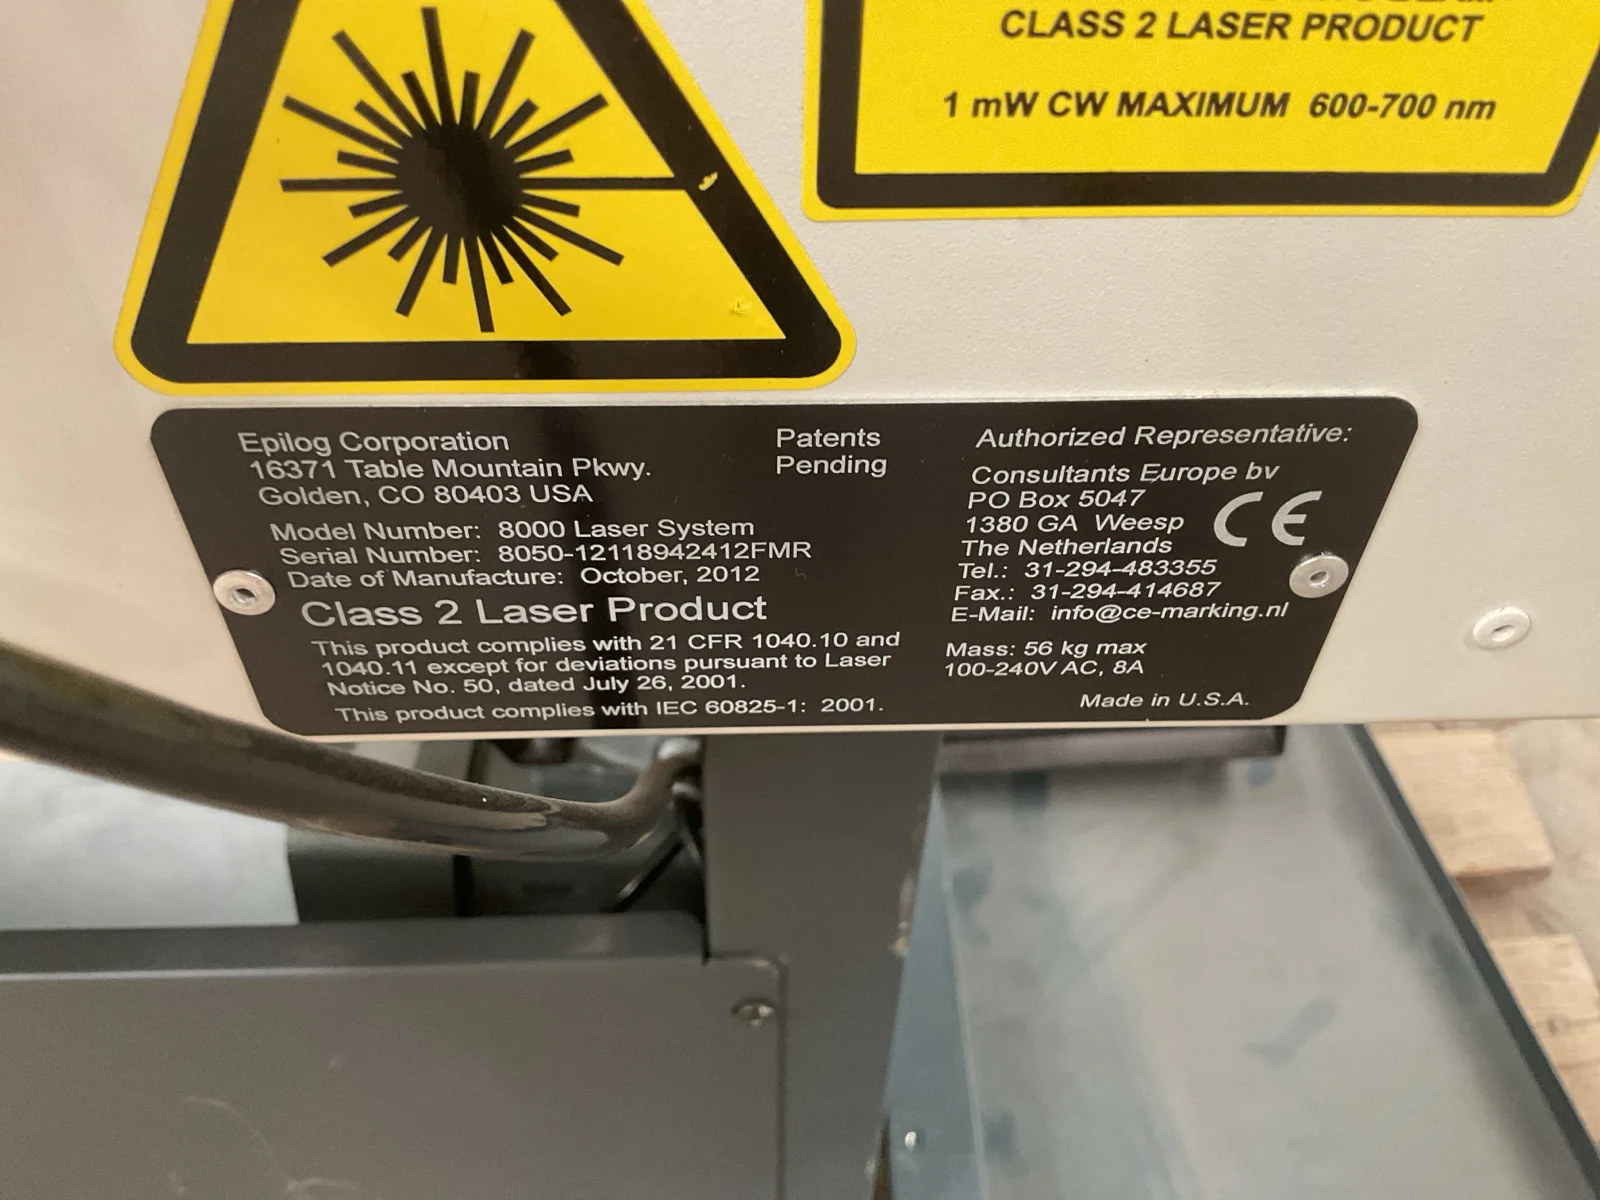 CLASS 2 LASER PRODUCT
1 mW CW MAXIMUM 600-700 nm
Epilog Corporation
16371 Table Mountain Pkwy.
Golden, CO 80403 USA
Patents
Pending
Model Number: 8000 Laser System
Serial Number: 8050-12118942412FMR
Date of Manufacture: October, 2012
Class 2 Laser Product
This product complies with 21 CFR 1040.10 and
1040.11 except for deviations pursuant to Laser
Notice No. 50, dated July 26, 2001.
This product complies with IEC 60825-1: 2001.
Authorized Representative:
Consultants Europe bv
PO Box 5047
1380 GA Weesp
The Netherlands
Tel.: 31-294-483355
Fax.: 31-294-414687
E-Mail: info@ce-marking.nl
CE
Mass: 56 kg max
100-240V AC, 8A
Made in U.S.A.